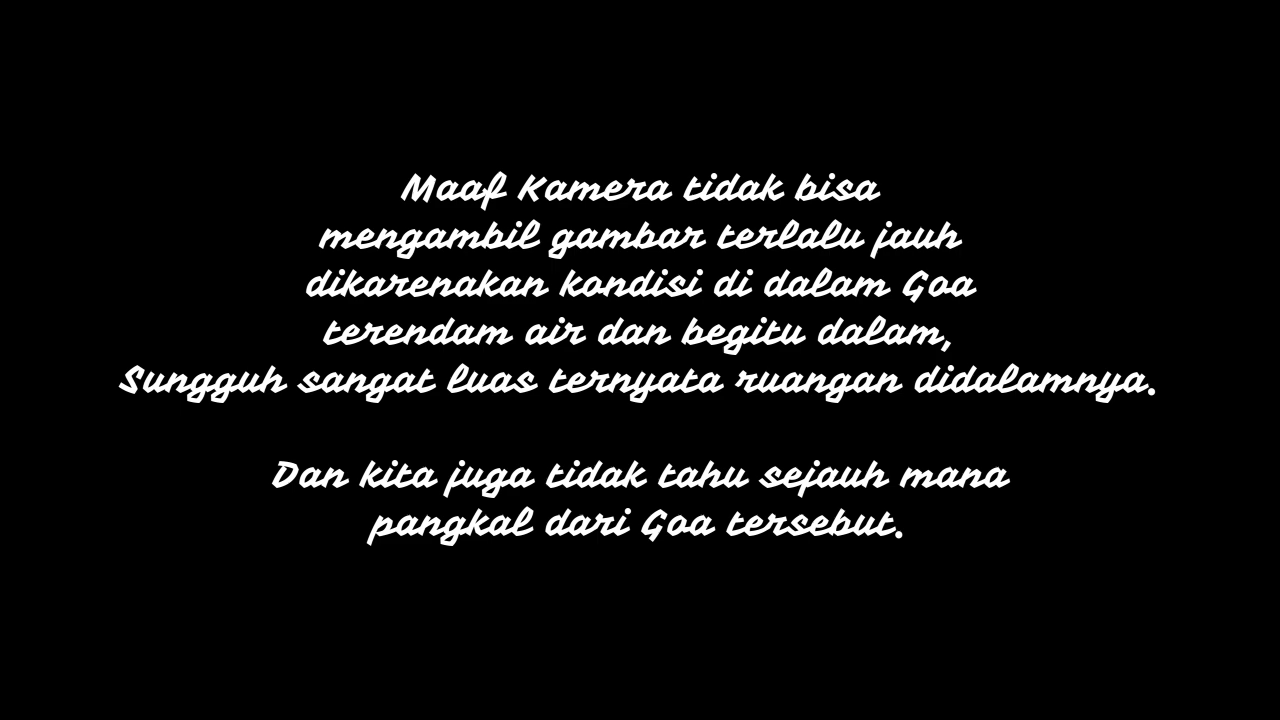 Maaf Kamera tidak bisa
mengambil gambar terlalu jauh
dikarenakan kondisi di dalam Goa
terendam air dan begitu dalam,
Sungguh sangat luas ternyata ruangan didalamnya.
Dan kita juga tidak tahu sejauh mana
pangkal dari Goa tersebut.